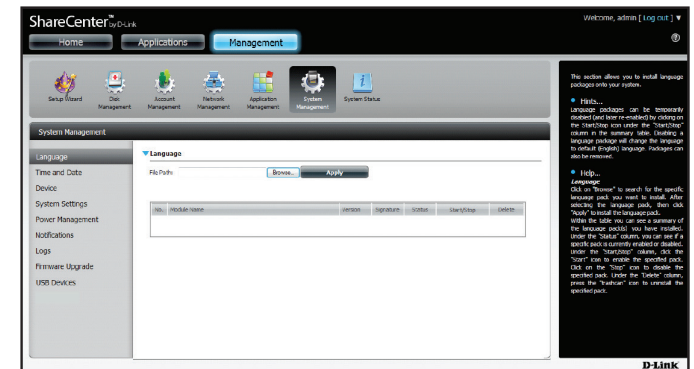 ShareCenter™ by D-Link
Welcome, admin [ Log out ] ▼
Home
Applications
Management
Setup Wizard
Disk Management
Account Management
Network Management
Application Management
System Management
System Status
System Management
Language
Time and Date
Device
System Settings
Power Management
Notifications
Logs
Firmware Upgrade
USB Devices
Language
File Path:
Browse...
Apply
No. Module Name Version Signature Status Start/Stop Delete
This section allows you to install language
packages onto your system.
Hints...
Language packages can be temporarily
disabled (and later re-enabled) by clicking on
the Start/Stop icon under the "Start/Stop"
column in the summary table. Disabling a
language package will change the language
to default (English) language. Packages can
also be removed.
Help...
Language
Click on "Browse" to search for the specific
language pack you want to install. After
selecting the language pack, then click
"Apply" to install the language pack.
Within the table you can see a summary of
the language pack(s) you have installed.
Under the "Status" column, you can see if a
specific pack is currently enabled or disabled.
Under the "Start/Stop" column, click the
"Start" icon to enable the specified pack.
Click on the "Stop" icon to disable the
specified pack. Under the "Delete" column,
press the "trashcan" icon to uninstall the
specified pack.
D-Link